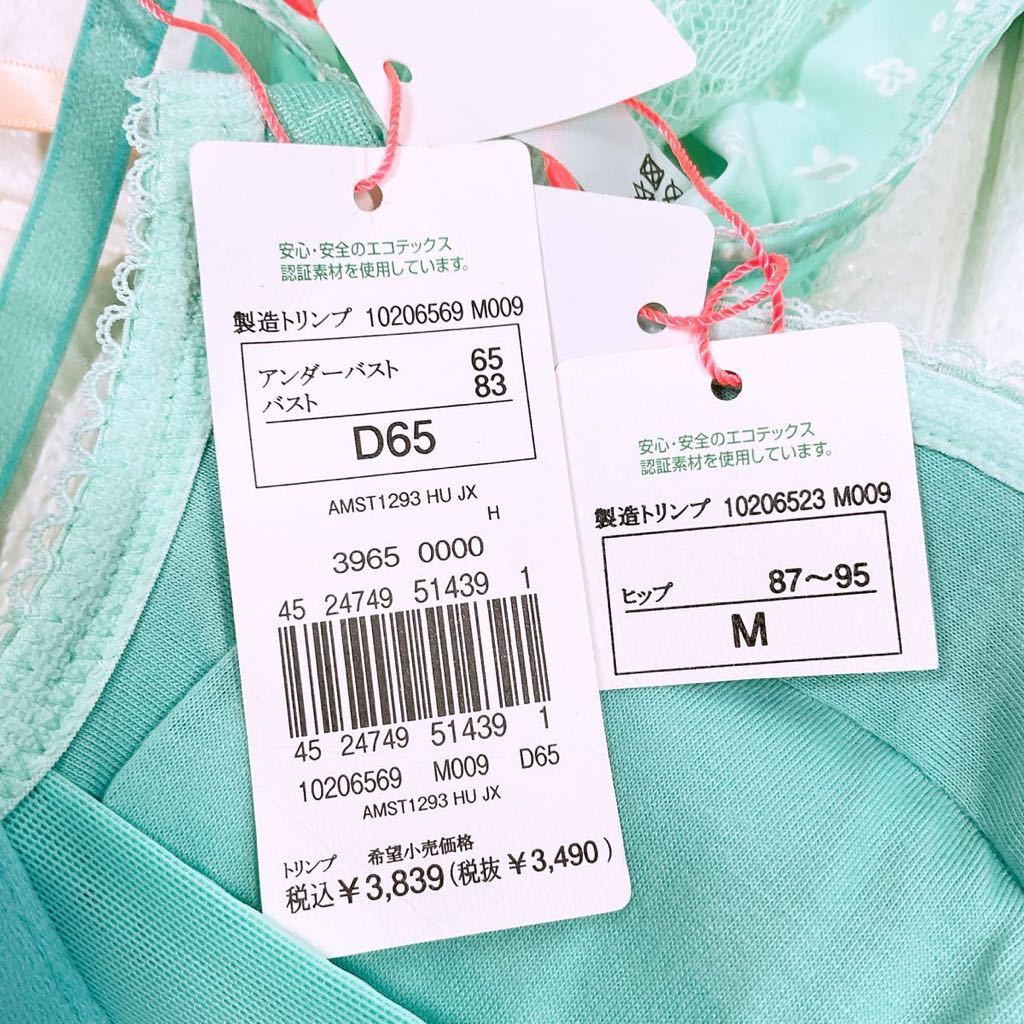 安心・安全のエコテックス
認証素材を使用しています。
製造トリンプ 10206569 M009
アンダーバスト 65
バスト 83
D65
AMST1293 HU JX
H
3965 0000
45 24749 51439 1
45 24749 51439 1
10206569 M009 D65
AMST1293 HU JX
トリンプ 希望小売価格
税込¥3,839(税抜¥3,490)
安心・安全のエコテックス
認証素材を使用しています。
製造トリンプ 10206523 M009
ヒップ 87〜95
M